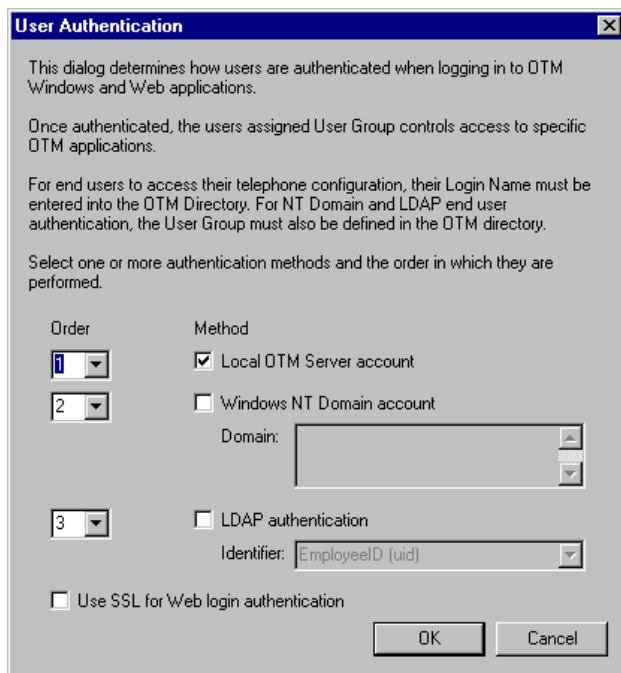 User Authentication
This dialog determines how users are authenticated when logging in to OTM
Windows and Web applications.
Once authenticated, the users assigned User Group controls access to specific
OTM applications.
For end users to access their telephone configuration, their Login Name must be
entered into the OTM Directory. For NT Domain and LDAP end user
authentication, the User Group must also be defined in the OTM directory.
Select one or more authentication methods and the order in which they are
performed.
Order Method
1 Local OTM Server account
2 Windows NT Domain account
Domain:
3 LDAP authentication
Identifier: EmployeeID (uid)
Use SSL for Web login authentication
OK Cancel